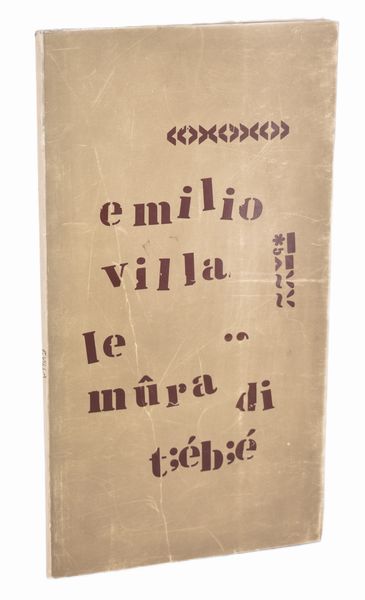 ‹‹o›‹o›‹o››
emilio
villa
le
mûra di
t;éb;é